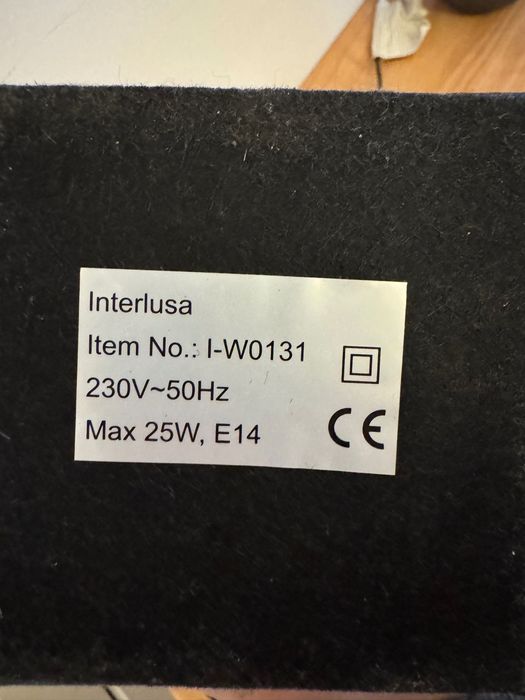 Interlusa
Item No.: I-W0131
230V~50Hz
Max 25W, E14
CE